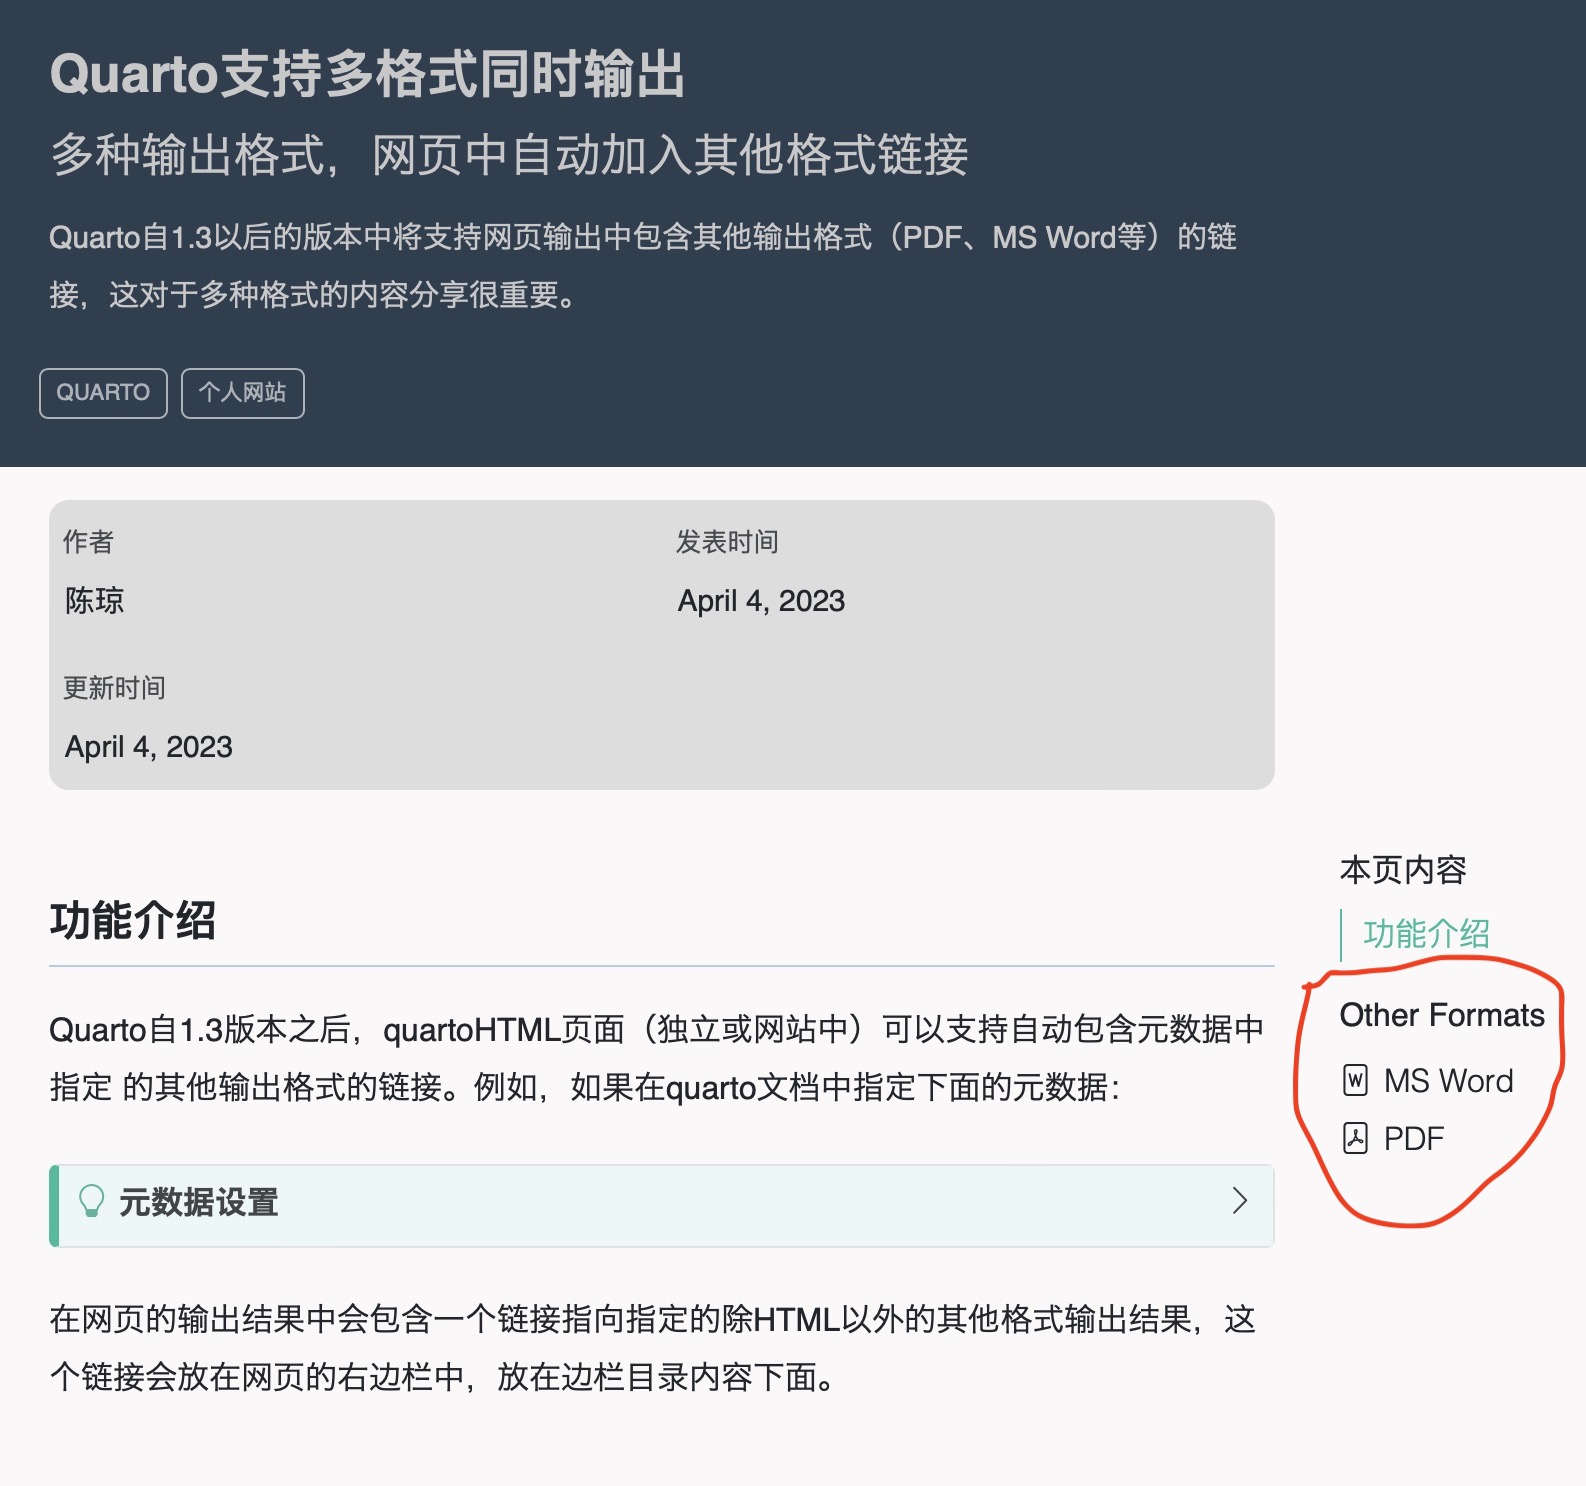 Quarto支持多格式同时输出
多种输出格式，网页中自动加入其他格式链接
Quarto自1.3以后的版本中将支持网页输出中包含其他输出格式（PDF、MS Word等）的链
接，这对于多种格式的内容分享很重要。
QUARTO 个人网站
作者 发表时间
陈琼 April 4, 2023
更新时间
April 4, 2023
本页内容
功能介绍
Other Formats
MS Word
PDF
功能介绍
Quarto自1.3版本之后，quartoHTML页面（独立或网站中）可以支持自动包含元数据中
指定 的其他输出格式的链接。例如，如果在quarto文档中指定下面的元数据：
元数据设置
在网页的输出结果中会包含一个链接指向指定的除HTML以外的其他格式输出结果，这
个链接会放在网页的右边栏中，放在边栏目录内容下面。